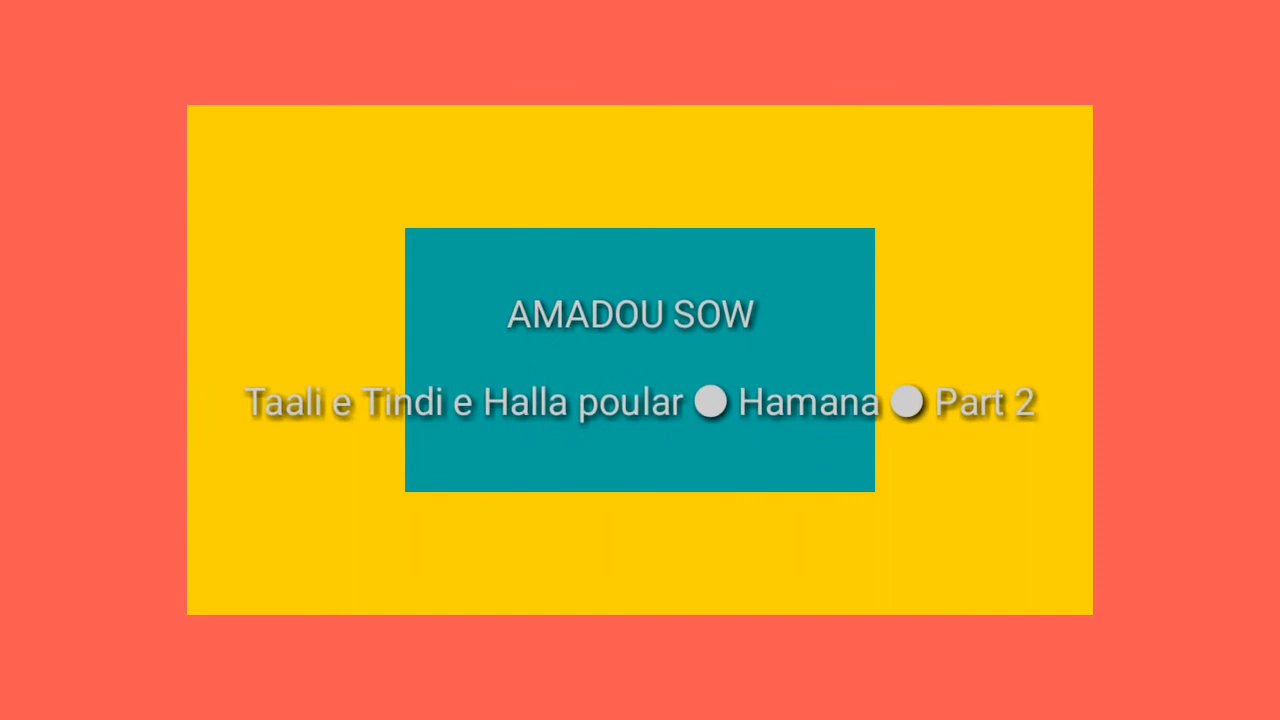 AMADOU SOW
Taali e Tindi e Halla poular ● Hamana ● Part 2